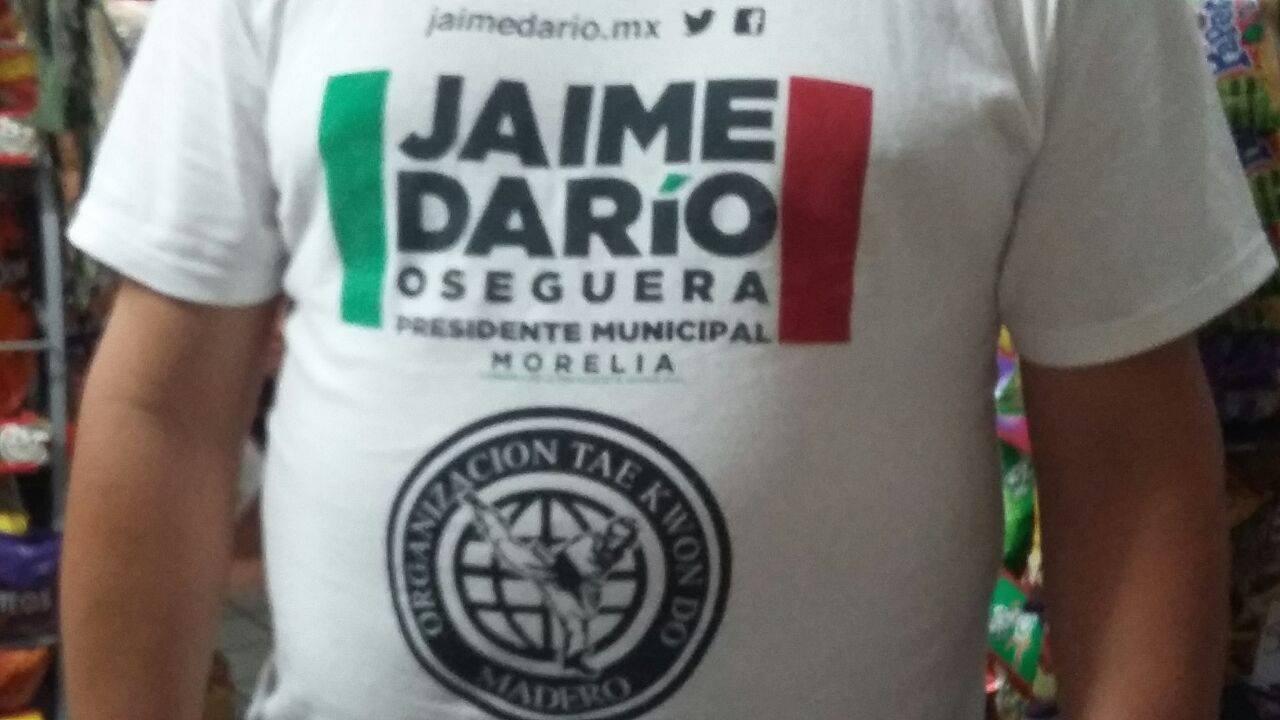 jaimedario.mx
JAIME
DARÍO
OSEGUERA
PRESIDENTE MUNICIPAL
MORELIA
ORGANIZACION TAE KWON DO
MADERO